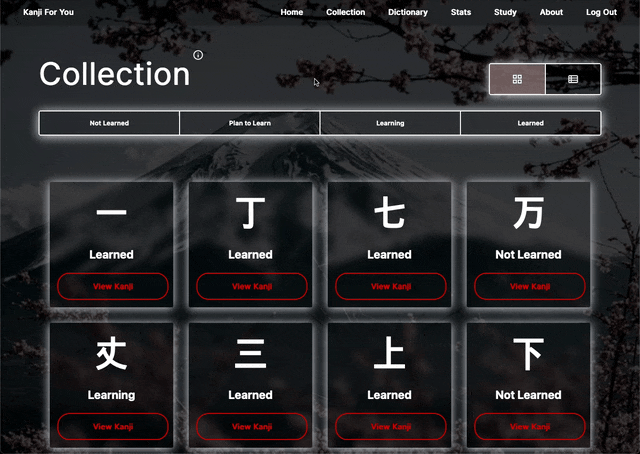 Kanji For You Home Collection Dictionary Stats Study About Log Out
Collection
Not Learned Plan to Learn Learning Learned
一 丁 七 万
Learned Learned Learned Not Learned
View Kanji View Kanji View Kanji View Kanji
丈 三 上 下
Learning Learned Learned Not Learned
View Kanji View Kanji View Kanji View Kanji